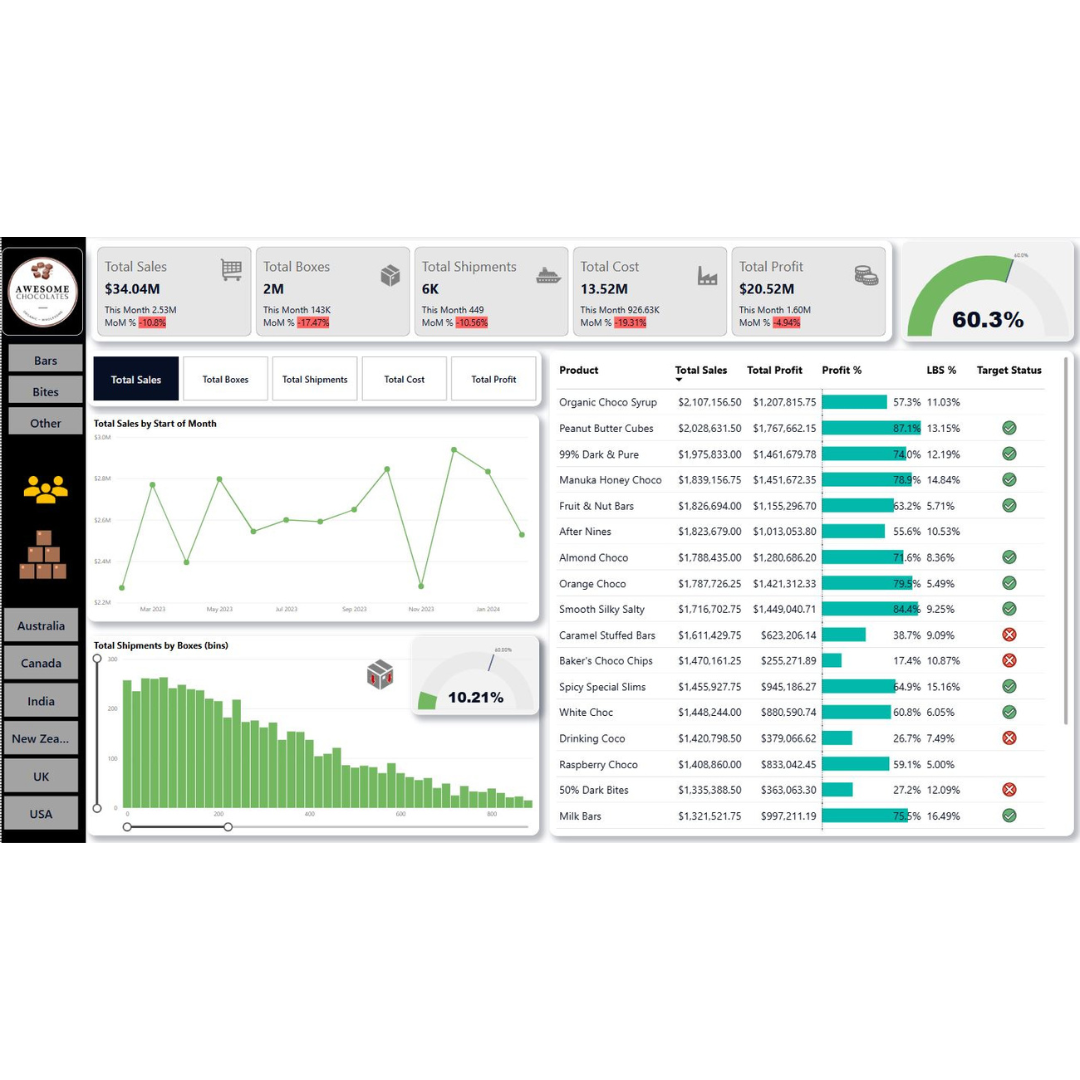 AWESOME
CHOCOLATES
Bars
Bites
Other
Australia
Canada
India
New Zea...
UK
USA
Total Sales
$34.04M
This Month 2.53M
MoM % -10.8%
Total Boxes
2M
This Month 143K
MoM % -17.47%
Total Shipments
6K
This Month 449
MoM % -10.56%
Total Cost
13.52M
This Month 926.63K
MoM % -19.31%
Total Profit
$20.52M
This Month 1.60M
MoM % -4.94%
60.0%
60.3%
Total Sales Total Boxes Total Shipments Total Cost Total Profit
Total Sales by Start of Month
$3.0M
$2.8M
$2.6M
$2.4M
$2.2M
Mar 2023 May 2023 Jul 2023 Sep 2023 Nov 2023 Jan 2024
Total Shipments by Boxes (bins)
300
200
100
0
0 200 400 600 800
60.00%
10.21%
Product Total Sales Total Profit Profit % LBS % Target Status
Organic Choco Syrup $2,107,156.50 $1,207,815.75 57.3% 11.03%
Peanut Butter Cubes $2,028,631.50 $1,767,662.15 87.1% 13.15%
99% Dark & Pure $1,975,833.00 $1,461,679.78 74.0% 12.19%
Manuka Honey Choco $1,839,156.75 $1,451,672.35 78.9% 14.84%
Fruit & Nut Bars $1,826,694.00 $1,155,296.70 63.2% 5.71%
After Nines $1,823,679.00 $1,013,053.80 55.6% 10.53%
Almond Choco $1,788,435.00 $1,280,686.20 71.6% 8.36%
Orange Choco $1,787,726.25 $1,421,312.33 79.5% 5.49%
Smooth Silky Salty $1,716,702.75 $1,449,040.71 84.4% 9.25%
Caramel Stuffed Bars $1,611,429.75 $623,206.14 38.7% 9.09%
Baker's Choco Chips $1,470,161.25 $255,271.89 17.4% 10.87%
Spicy Special Slims $1,455,927.75 $945,186.27 64.9% 15.16%
White Choc $1,448,244.00 $880,590.74 60.8% 6.05%
Drinking Coco $1,420,798.50 $379,066.62 26.7% 7.49%
Raspberry Choco $1,408,860.00 $833,042.45 59.1% 5.00%
50% Dark Bites $1,335,388.50 $363,063.30 27.2% 12.09%
Milk Bars $1,321,521.75 $997,211.19 75.5% 16.49%